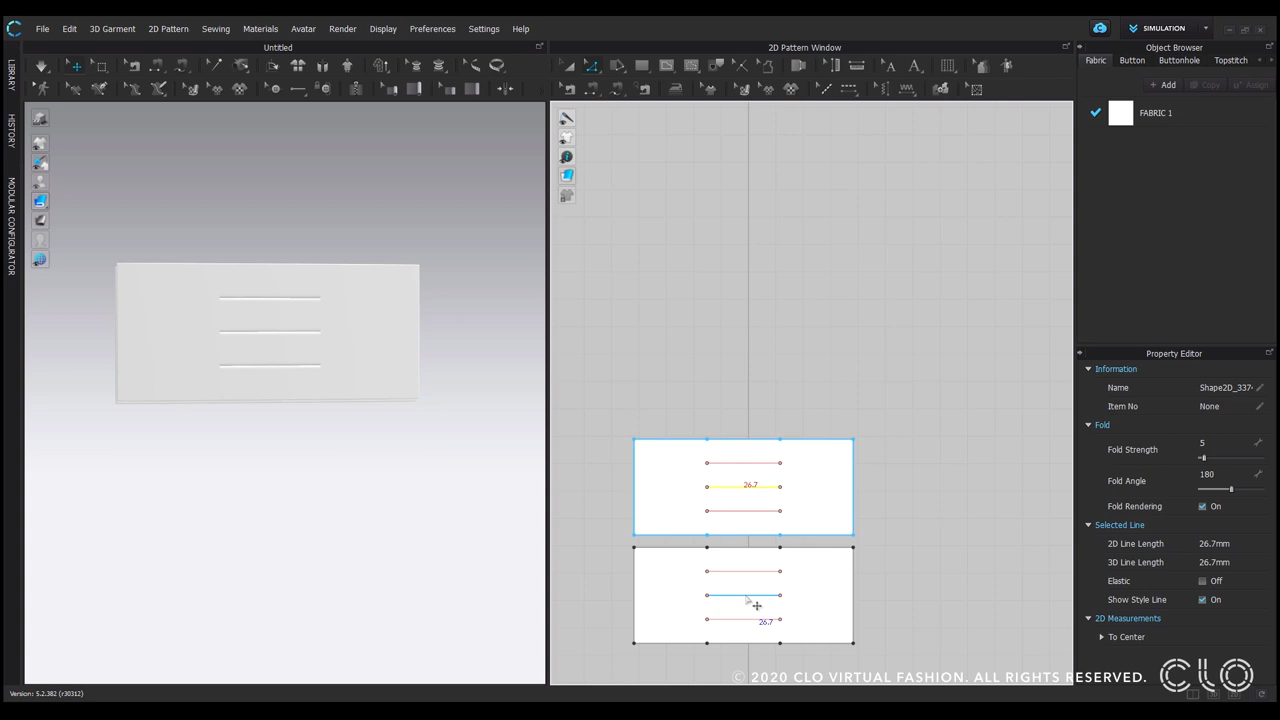 File Edit 3D Garment 2D Pattern Sewing Materials Avatar Render Display Preferences Settings Help
SIMULATION
Untitled
2D Pattern Window
Object Browser
LIBRARY
HISTORY
MODULAR CONFIGURATOR
Fabric Button Buttonhole Topstitch
Add Copy Assign
FABRIC 1
26.7
26.7
Property Editor
Information
Name Shape2D_337
Item No None
Fold
Fold Strength 5
Fold Angle 180
Fold Rendering On
Selected Line
2D Line Length 26.7mm
3D Line Length 26.7mm
Elastic Off
Show Style Line On
2D Measurements
To Center
© 2020 CLO VIRTUAL FASHION. ALL RIGHTS RESERVED. CLO
Version: 5.2.382 (r30312)